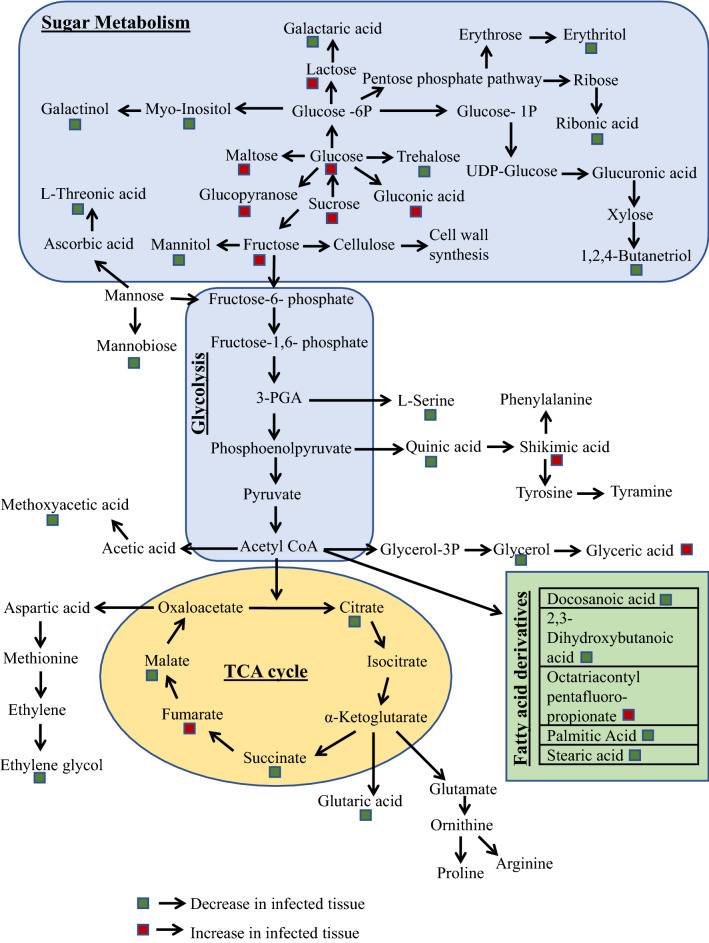 Sugar Metabolism
Galactaric acid
Erythrose
Erythritol
Lactose
Pentose phosphate pathway
Ribose
Galactinol
Myo-Inositol
Glucose -6P
Glucose- 1P
Ribonic acid
Maltose
Glucose
Trehalose
UDP-Glucose
Glucuronic acid
L-Threonic acid
Glucopyranose
Sucrose
Gluconic acid
Xylose
Ascorbic acid
Mannitol
Fructose
Cellulose
Cell wall
synthesis
1,2,4-Butanetriol
Mannose
Fructose-6- phosphate
Mannobiose
Fructose-1,6- phosphate
Glycolysis
3-PGA
L-Serine
Phenylalanine
Phosphoenolpyruvate
Quinic acid
Shikimic acid
Pyruvate
Tyrosine
Tyramine
Methoxyacetic acid
Acetic acid
Acetyl CoA
Glycerol-3P
Glycerol
Glyceric acid
Aspartic acid
Oxaloacetate
Citrate
Methionine
Malate
TCA cycle
Isocitrate
Ethylene
Fumarate
α-Ketoglutarate
Ethylene glycol
Succinate
Glutaric acid
Glutamate
Ornithine
Proline
Arginine
Fatty acid derivatives
Docosanoic acid
2,3-
Dihydroxybutanoic
acid
Octatriacontyl
pentafluoro-
propionate
Palmitic Acid
Stearic acid
Decrease in infected tissue
Increase in infected tissue